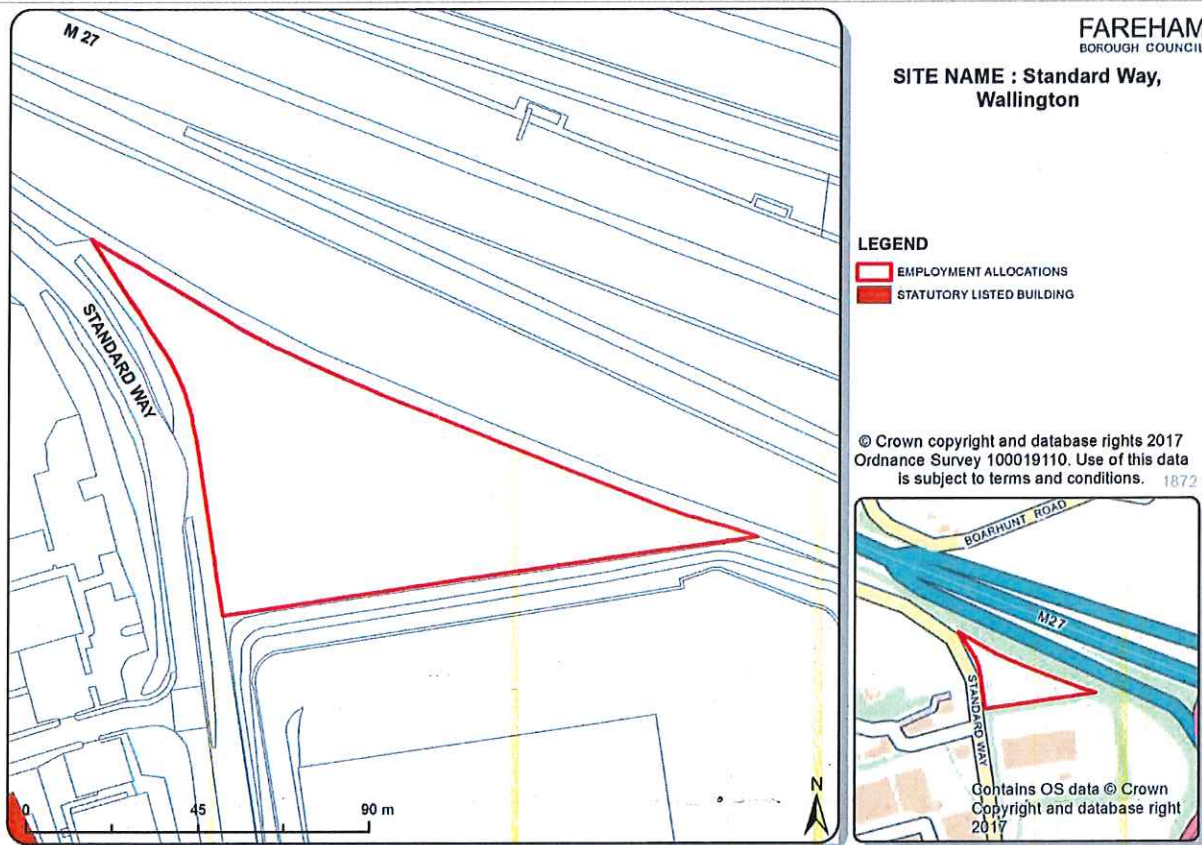 M 27
STANDARD WAY
0 45 90 m
N
FAREHAM
BOROUGH COUNCIL
SITE NAME : Standard Way,
Wallington
LEGEND
EMPLOYMENT ALLOCATIONS
STATUTORY LISTED BUILDING
© Crown copyright and database rights 2017
Ordnance Survey 100019110. Use of this data
is subject to terms and conditions. 1872
BOARHUNT ROAD
M27
STANDARD WAY
Contains OS data © Crown
Copyright and database right
2017